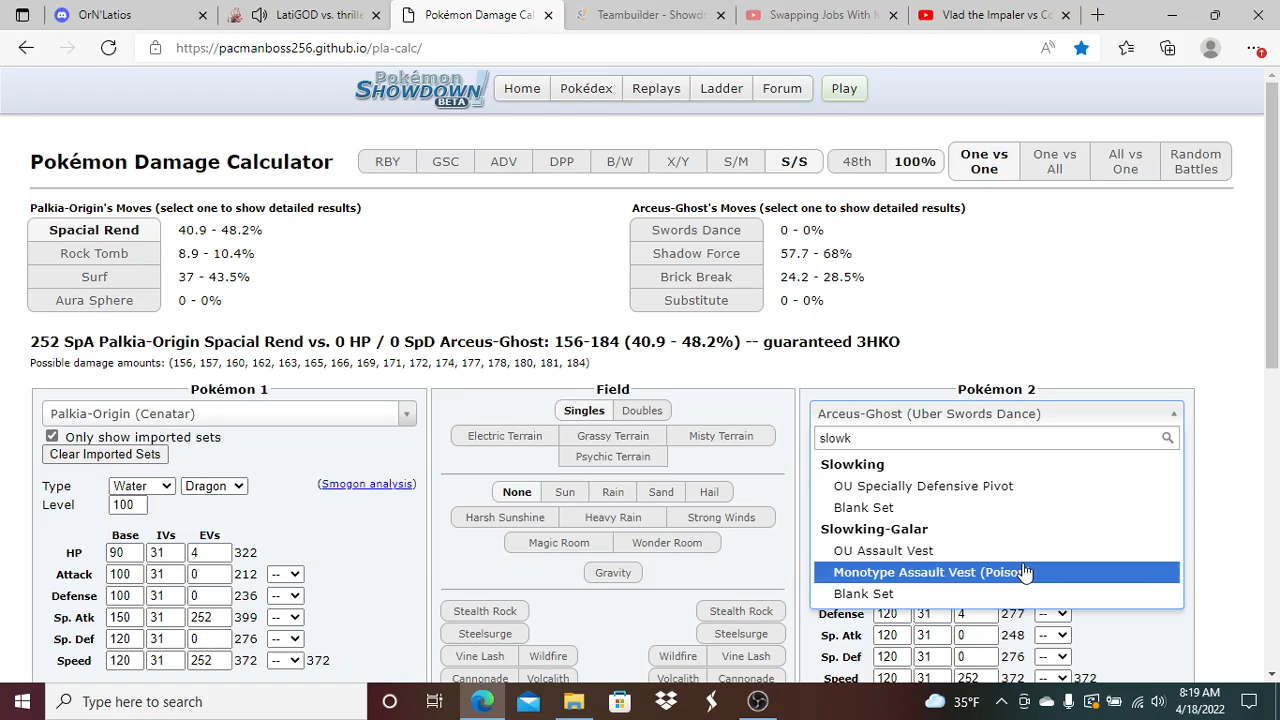 OrN'Latios
LatiGOD vs. thrille
Pokémon Damage Calc
Teambuilder - Showdo
Swapping Jobs With M
Vlad the Impaler vs Co
https://pacmanboss256.github.io/pla-calc/
Pokémon
SHOWDOWN!
BETA
Home
Pokédex
Replays
Ladder
Forum
Play
Pokémon Damage Calculator
RBY
GSC
ADV
DPP
B/W
X/Y
S/M
S/S
48th
100%
One vs One
One vs All
All vs One
Random Battles
Palkia-Origin's Moves (select one to show detailed results)
Spacial Rend 40.9 - 48.2%
Rock Tomb 8.9 - 10.4%
Surf 37 - 43.5%
Aura Sphere 0 - 0%
Arceus-Ghost's Moves (select one to show detailed results)
Swords Dance 0 - 0%
Shadow Force 57.7 - 68%
Brick Break 24.2 - 28.5%
Substitute 0 - 0%
252 SpA Palkia-Origin Spacial Rend vs. 0 HP / 0 SpD Arceus-Ghost: 156-184 (40.9 - 48.2%) -- guaranteed 3HKO
Possible damage amounts: (156, 157, 160, 162, 163, 165, 166, 169, 171, 172, 174, 177, 178, 180, 181, 184)
Pokémon 1
Palkia-Origin (Cenatar)
Only show imported sets
Clear Imported Sets
Type Water Dragon (Smogon analysis)
Level 100
Base IVs EVs
HP 90 31 4 322
Attack 100 31 0 212 --
Defense 100 31 0 236 --
Sp. Atk 150 31 252 399 --
Sp. Def 120 31 0 276 --
Speed 120 31 252 372 -- 372
Field
Singles Doubles
Electric Terrain Grassy Terrain Misty Terrain
Psychic Terrain
None Sun Rain Sand Hail
Harsh Sunshine Heavy Rain Strong Winds
Magic Room Wonder Room
Gravity
Stealth Rock Stealth Rock
Steelsurge Steelsurge
Vine Lash Wildfire Wildfire Vine Lash
Cannonade Volcalith Volcalith Cannonade
Pokémon 2
Arceus-Ghost (Uber Swords Dance)
slowk
Slowking
OU Specially Defensive Pivot
Blank Set
Slowking-Galar
OU Assault Vest
Monotype Assault Vest (Poiso
Blank Set
Defense 120 31 4 277 --
Sp. Atk 120 31 0 248 --
Sp. Def 120 31 0 276 --
Speed 120 31 252 372 -- 372
Type here to search
35°F
8:19 AM
4/18/2022